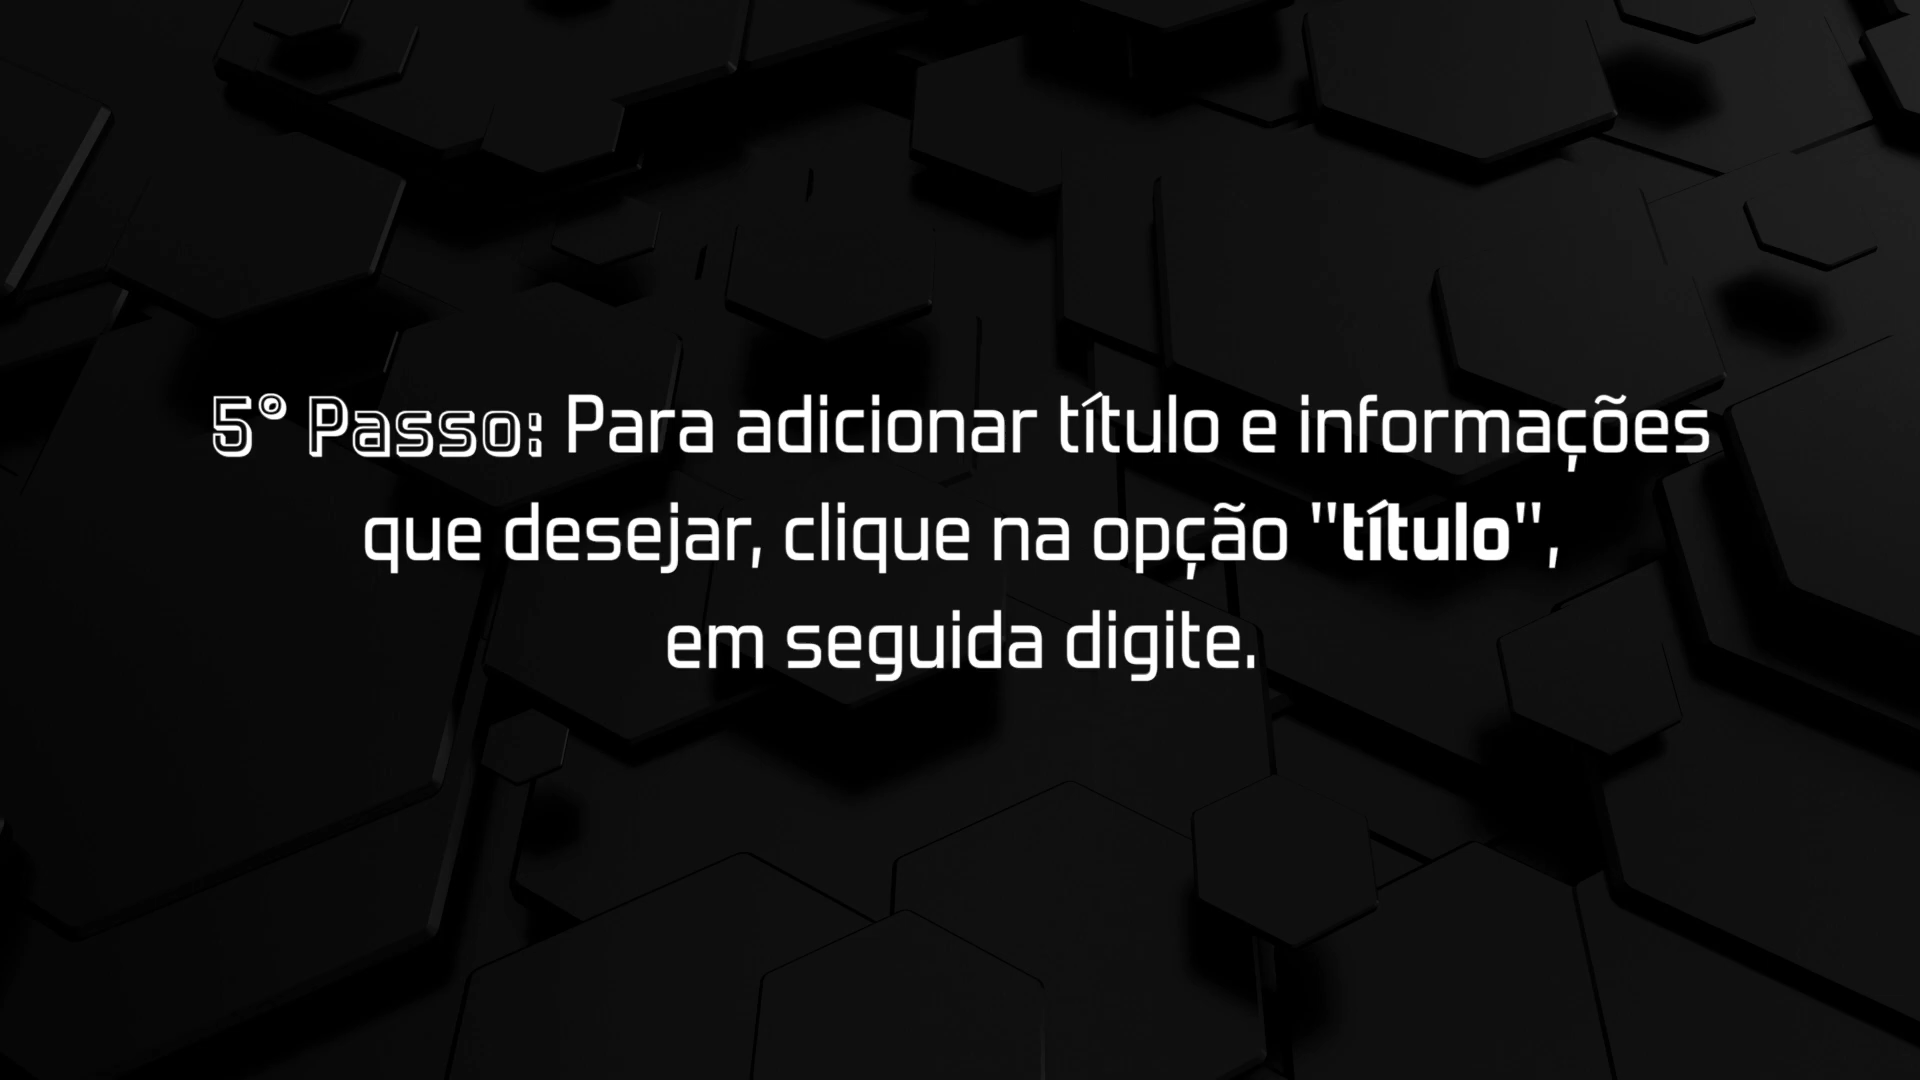 5° Passo: Para adicionar título e informações
que desejar, clique na opção "título",
em seguida digite.